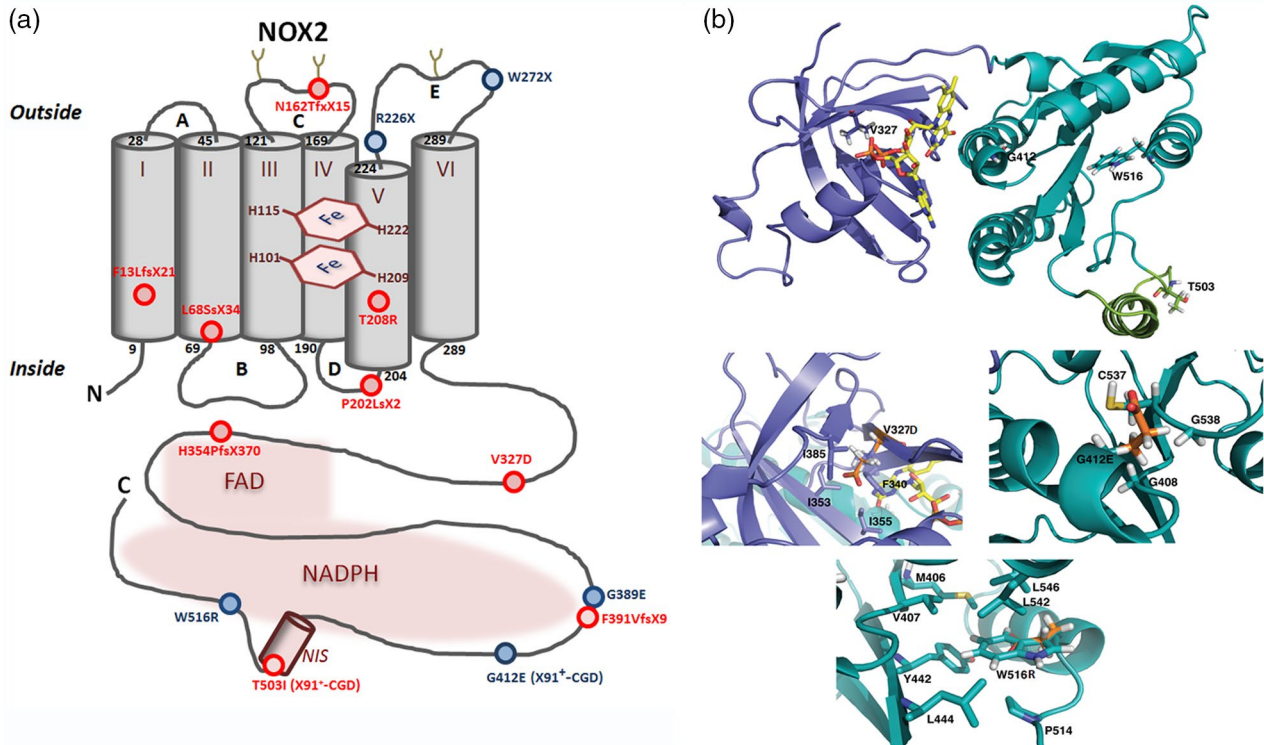 (a)
NOX2
W272X
E
N162TfxX15
Outside
R226X
A
C
28
45
121
169
289
224
I
II
III
IV
V
VI
H115
Fe
H222
H101
Fe
H209
F13LfsX21
L68SsX34
T208R
9
69
98
190
289
204
Inside
B
D
N
P202LsX2
H354PfsX370
V327D
FAD
C
NADPH
G389E
W516R
F391VfsX9
NIS
T503I (X91+-CGD)
G412E (X91+-CGD)
(b)
V327
G412
W516
T503
V327D
I385
F340
I353
I355
C537
G538
G412E
G408
M406
L546
V407
L542
Y442
W516R
L444
P514